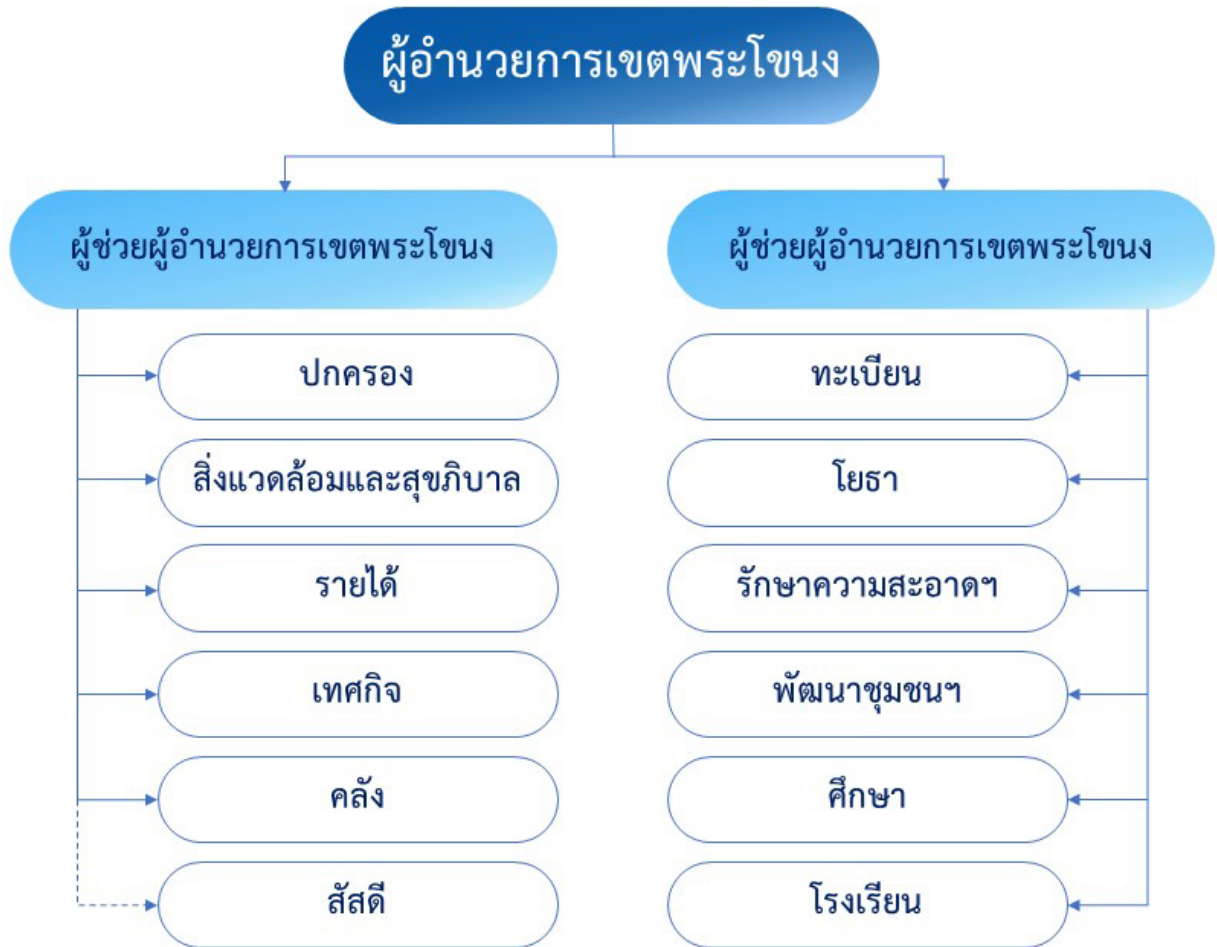 ผู้อำนวยการเขตพระโขนง
ผู้ช่วยผู้อำนวยการเขตพระโขนง
ปกครอง
สิ่งแวดล้อมและสุขภิบาล
รายได้
เทศกิจ
คลัง
สัสดี
ผู้ช่วยผู้อำนวยการเขตพระโขนง
ทะเบียน
โยธา
รักษาความสะอาดฯ
พัฒนาชุมชนฯ
ศึกษา
โรงเรียน